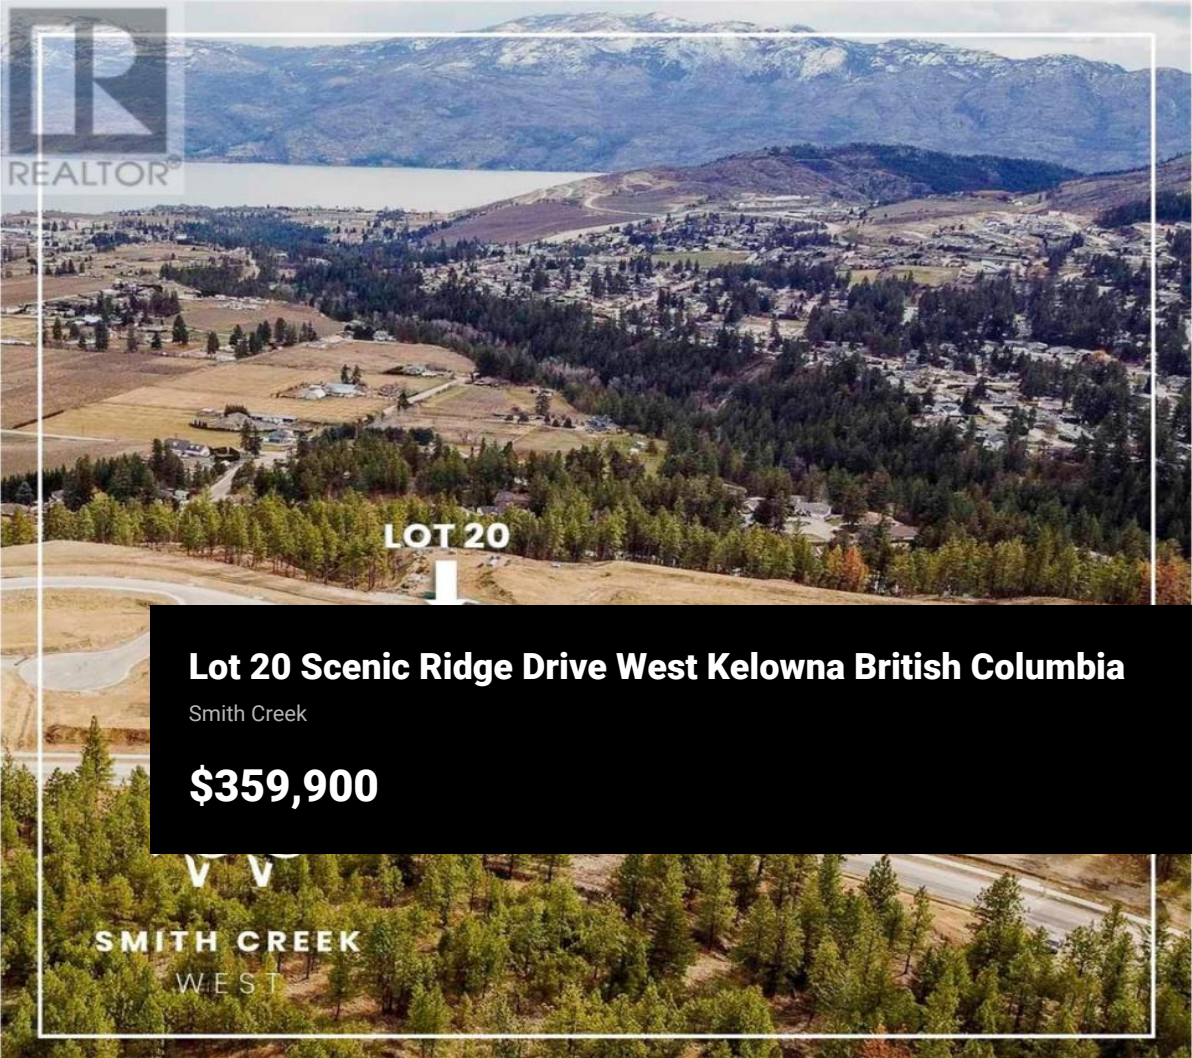 REALTOR®
LOT 20
Lot 20 Scenic Ridge Drive West Kelowna British Columbia
Smith Creek
$359,900
SMITH CREEK
WEST